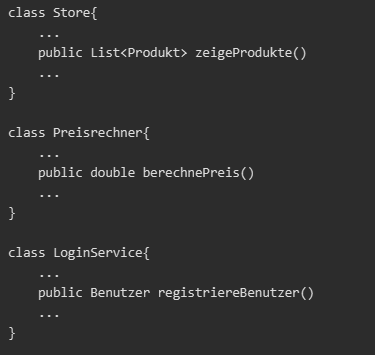 class Store{
...
public List<Produkt> zeigeProdukte()
...
}
class Preisrechner{
...
public double berechnePreis()
...
}
class LoginService{
...
public Benutzer registriereBenutzer()
...
}